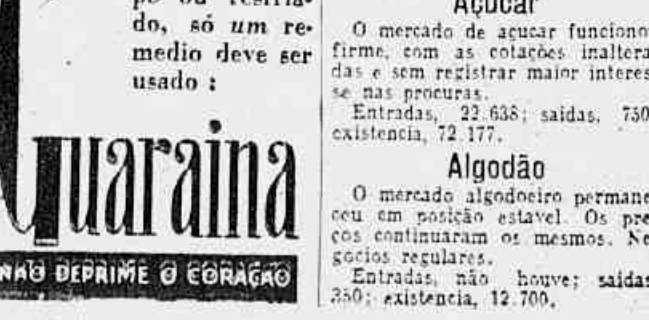 do, só um re-
medio deve ser
usado :
Guaraina
NÃO DEPRIME O CORAÇÃO
Açucar
O mercado de açucar funciono
firme, com as cotações inaltera
das e sem registrar maior interes
se nas procuras.
Entradas, 22.638; saidas, 750
existencia, 72.177.
Algodão
O mercado algodoeiro permane
ceu em posição estavel. Os pre
ços continuaram os mesmos. Ne
gocios regulares.
Entradas, não houve; saidas
350; existencia, 12.700.